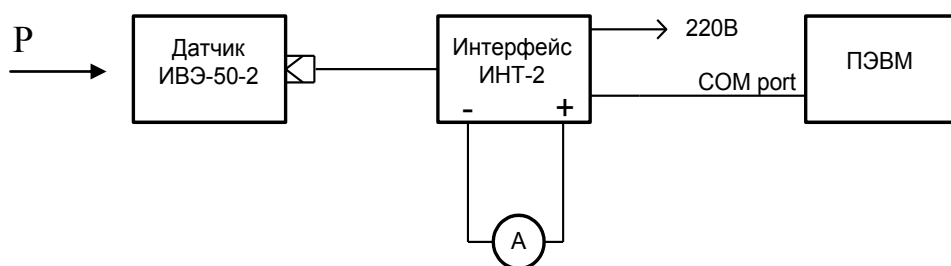 P
Датчик
ИВЭ-50-2
Интерфейс
ИНТ-2
- +
220В
COM port
ПЭВМ
А